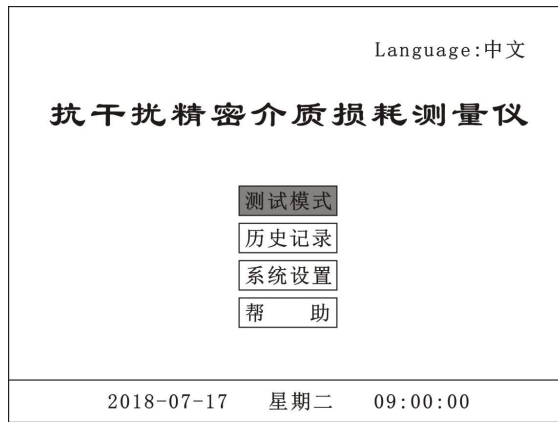 Language:中文
抗干扰精密介质损耗测量仪
测试模式
历史记录
系统设置
帮 助
2018-07-17 星期二 09:00:00